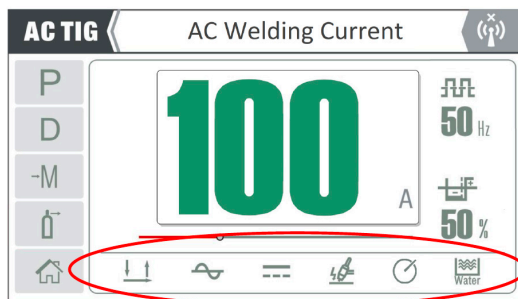 AC TIG
AC Welding Current
P
D
→M
100
A
50 Hz
50 %
Water